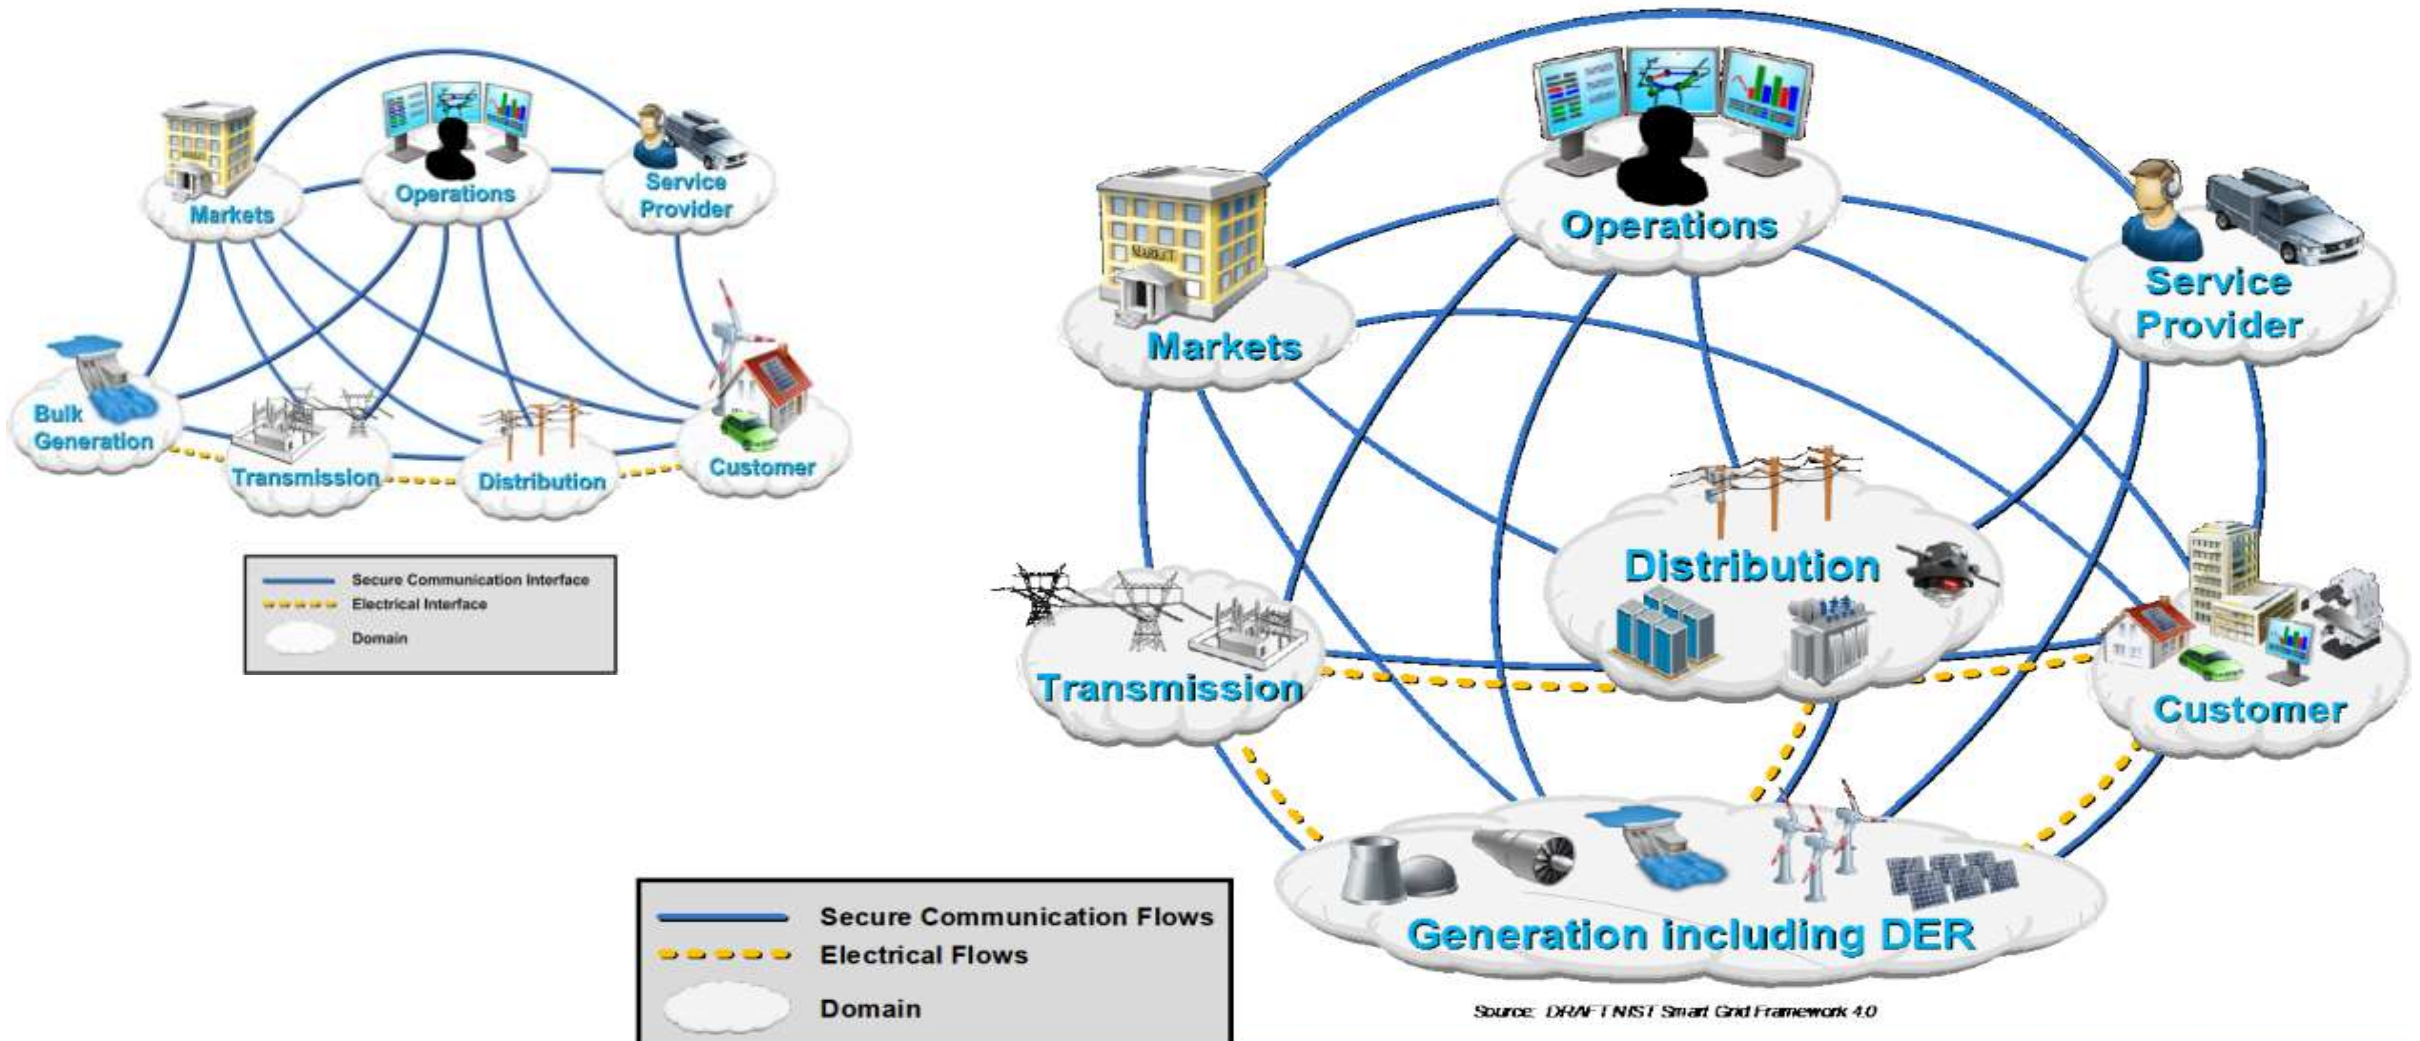 Operations
Service
Provider
Markets
Bulk
Generation
Transmission
Distribution
Customer
Secure Communication Interface
Electrical Interface
Domain
Operations
MARKET
Markets
Service
Provider
Distribution
Transmission
Customer
Generation including DER
Secure Communication Flows
Electrical Flows
Domain
Source: DRAFT NIST Smart Grid Framework 4.0